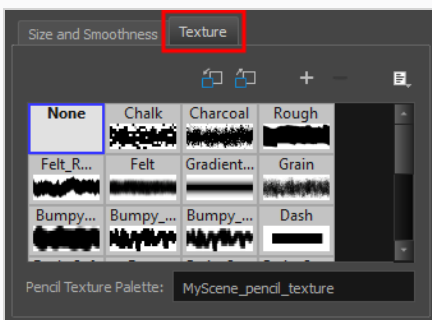 Size and Smoothness Texture
None Chalk Charcoal Rough
Felt_R... Felt Gradient... Grain
Bumpy... Bumpy_... Bumpy_... Dash
Pencil Texture Palette: MyScene_pencil_texture